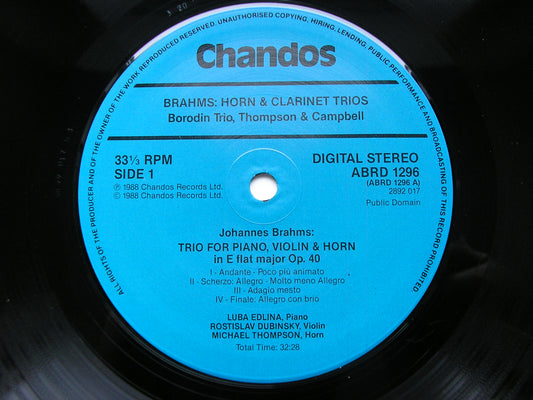 ALL RIGHTS OF THE PRODUCER AND OF THE OWNER OF THE WORK REPRODUCED RESERVED. UNAUTHORISED COPYING, HIRING, LENDING, PUBLIC PERFORMANCE AND BROADCASTING OF THIS RECORD PROHIBITED
Chandos
BRAHMS: HORN & CLARINET TRIOS
Borodin Trio, Thompson & Campbell
33⅓ RPM
SIDE 1
℗ 1988 Chandos Records Ltd.
© 1988 Chandos Records Ltd.
DIGITAL STEREO
ABRD 1296
(ABRD 1296 A)
2892 017
Public Domain
Johannes Brahms:
TRIO FOR PIANO, VIOLIN & HORN
in E flat major Op. 40
I - Andante - Poco più animato
II - Scherzo: Allegro - Molto meno Allegro
III - Adagio mesto
IV - Finale: Allegro con brio
LUBA EDLINA, Piano
ROSTISLAV DUBINSKY, Violin
MICHAEL THOMPSON, Horn
Total Time: 32:28